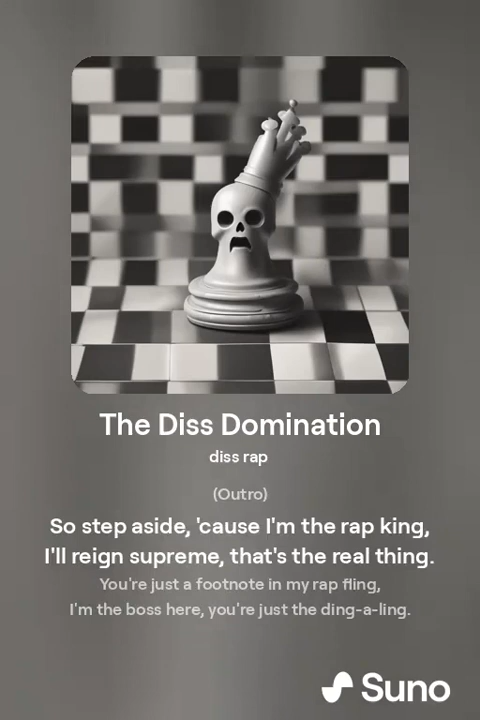 The Diss Domination
diss rap
(Outro)
So step aside, 'cause I'm the rap king,
I'll reign supreme, that's the real thing.
You're just a footnote in my rap fling,
I'm the boss here, you're just the ding-a-ling.
Suno